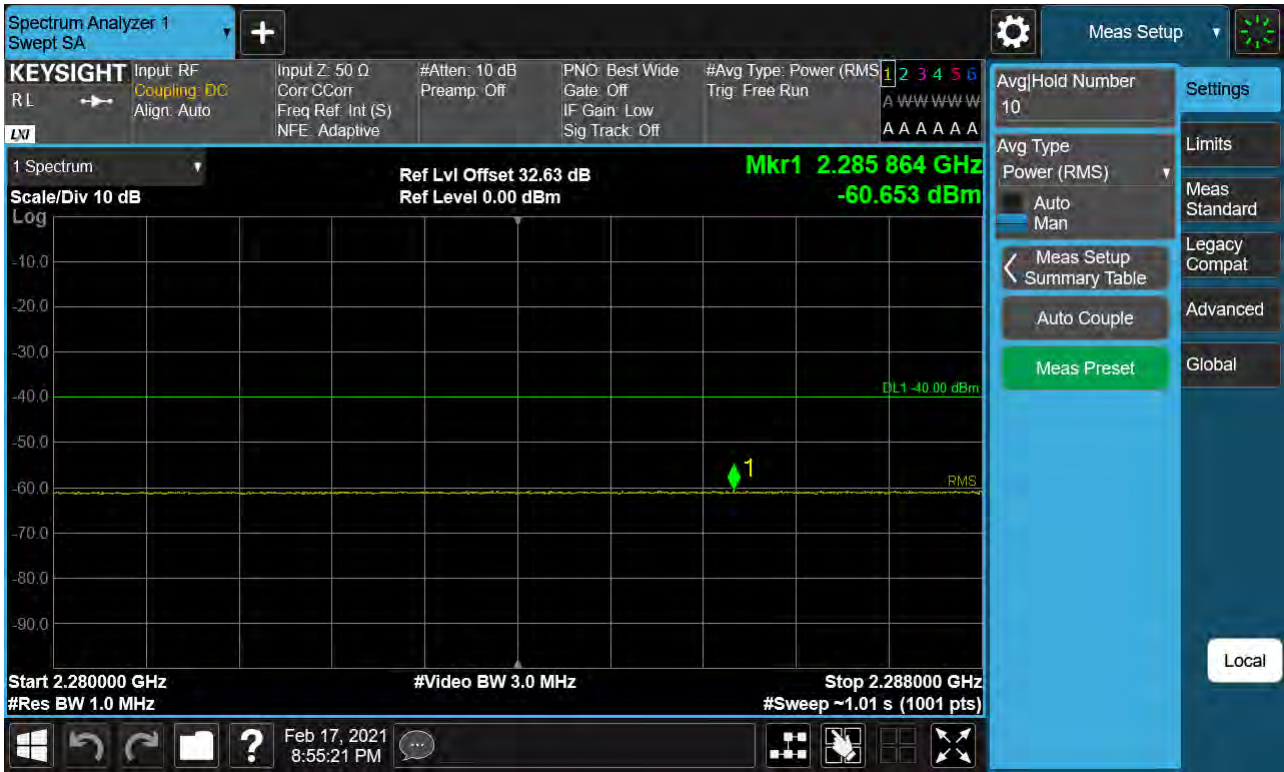 Spectrum Analyzer 1
Swept SA
+
Meas Setup
KEYSIGHT
RL
LXI
Input: RF
Coupling: DC
Align: Auto
Input Z: 50 Ω
Corr CCorr
Freq Ref: Int (S)
NFE: Adaptive
#Atten: 10 dB
Preamp: Off
PNO: Best Wide
Gate: Off
IF Gain: Low
Sig Track: Off
#Avg Type: Power (RMS
Trig: Free Run
1 2 3 4 5 6
A W W W W W
A A A A A A
1 Spectrum
Scale/Div 10 dB
Log
Ref Lvl Offset 32.63 dB
Ref Level 0.00 dBm
Mkr1 2.285 864 GHz
-60.653 dBm
-10.0
-20.0
-30.0
-40.0
DL1 -40.00 dBm
-50.0
1
-60.0
RMS
-70.0
-80.0
-90.0
Start 2.280000 GHz
#Res BW 1.0 MHz
#Video BW 3.0 MHz
Stop 2.288000 GHz
#Sweep ~1.01 s (1001 pts)
Avg|Hold Number
10
Avg Type
Power (RMS)
Auto
Man
Meas Setup
Summary Table
Auto Couple
Meas Preset
Settings
Limits
Meas
Standard
Legacy
Compat
Advanced
Global
Local
?
Feb 17, 2021
8:55:21 PM